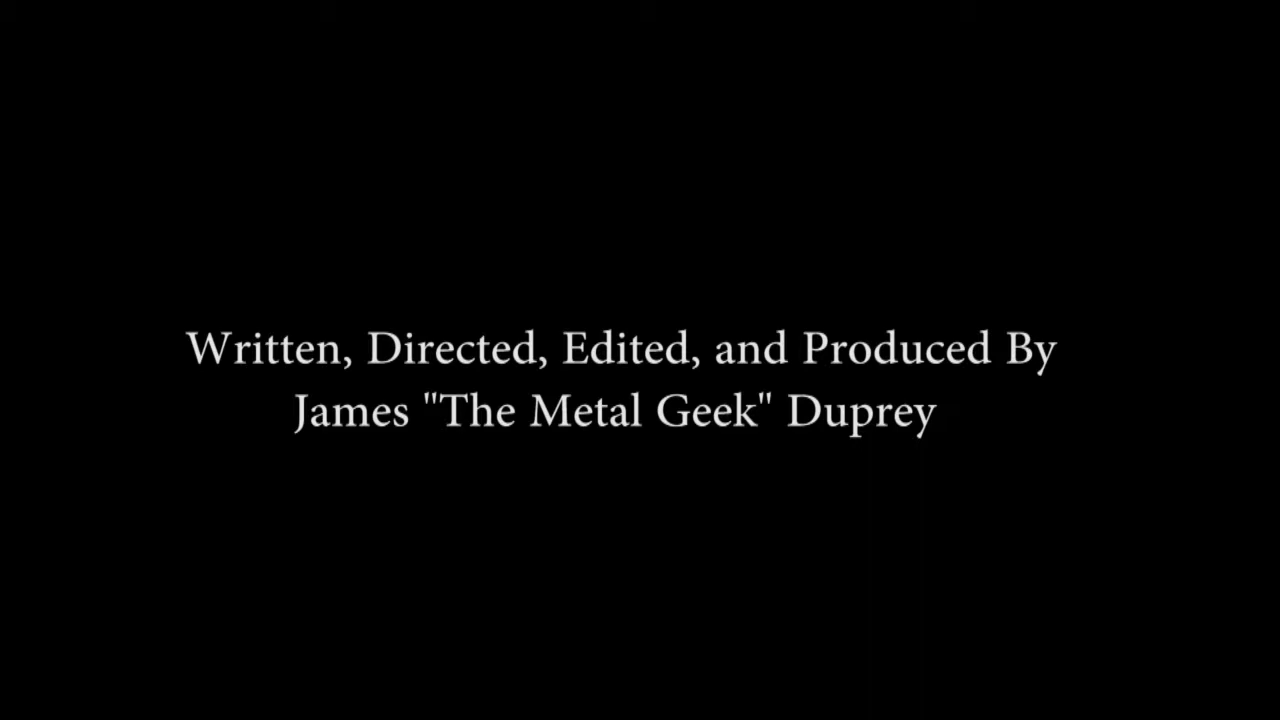 Written, Directed, Edited, and Produced By
James "The Metal Geek" Duprey